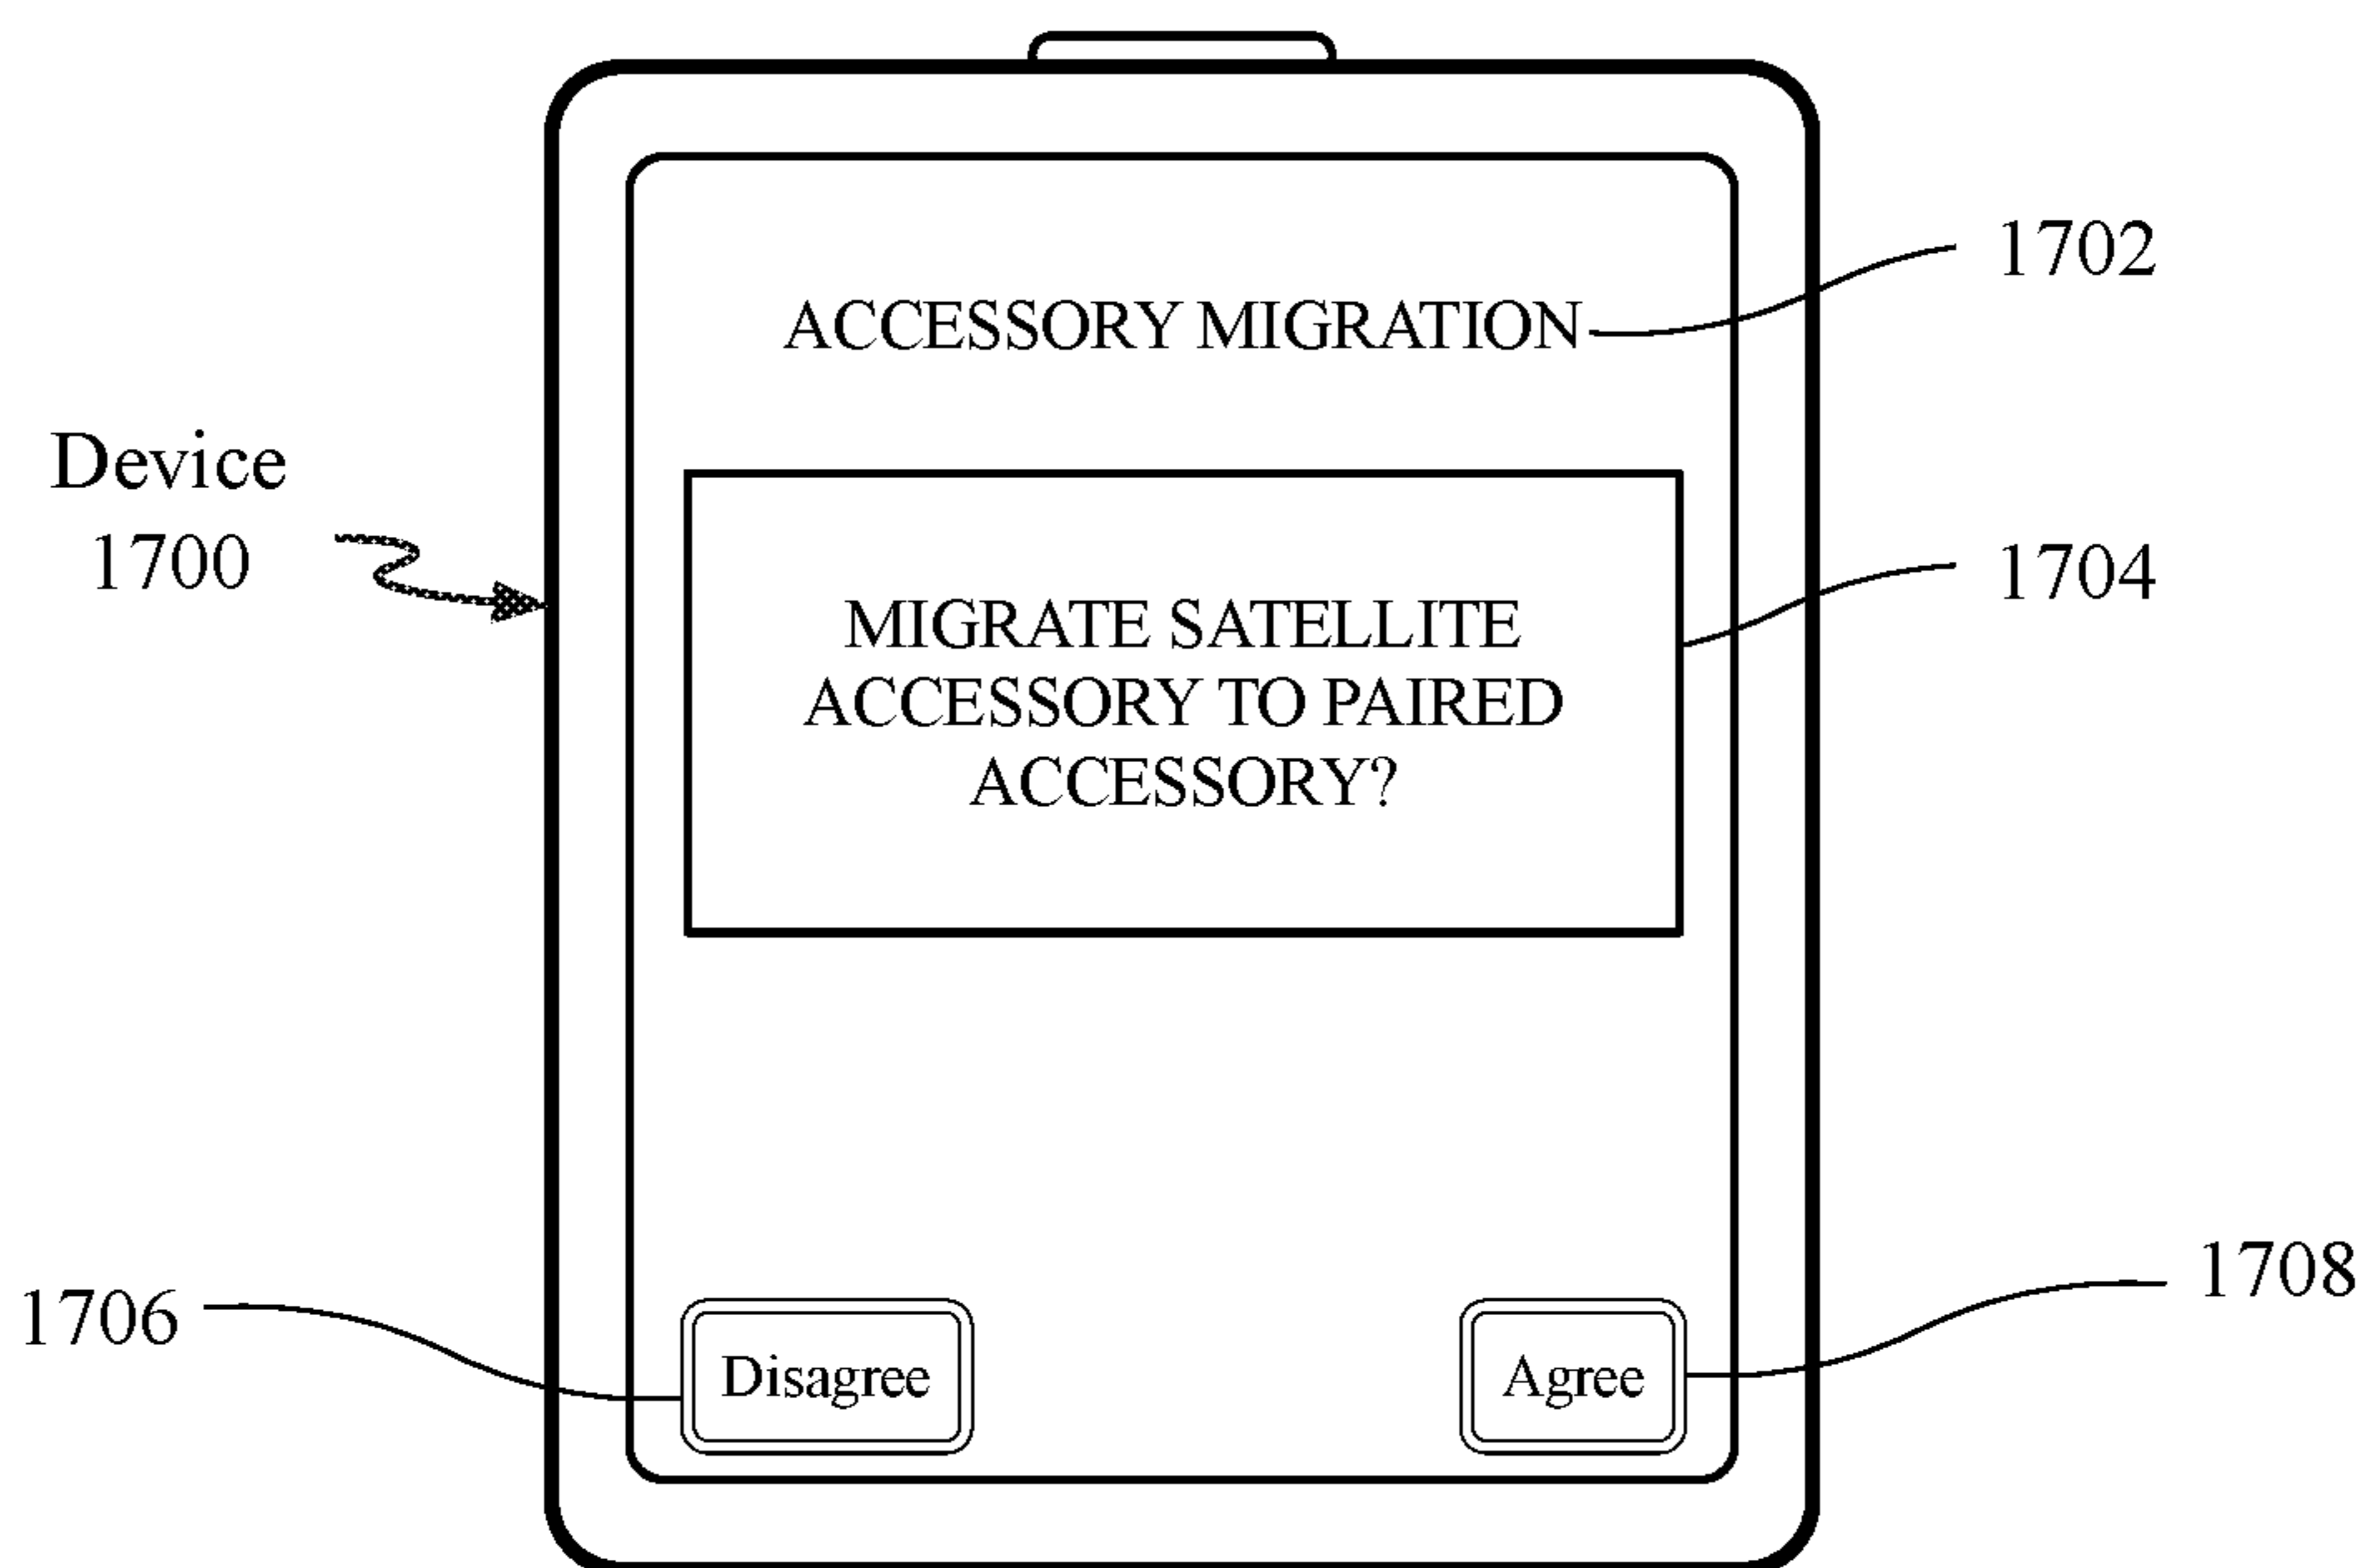 1702
ACCESSORY MIGRATION
Device
1700
1704
MIGRATE SATELLITE
ACCESSORY TO PAIRED
ACCESSORY?
1706
1708
Disagree
Agree